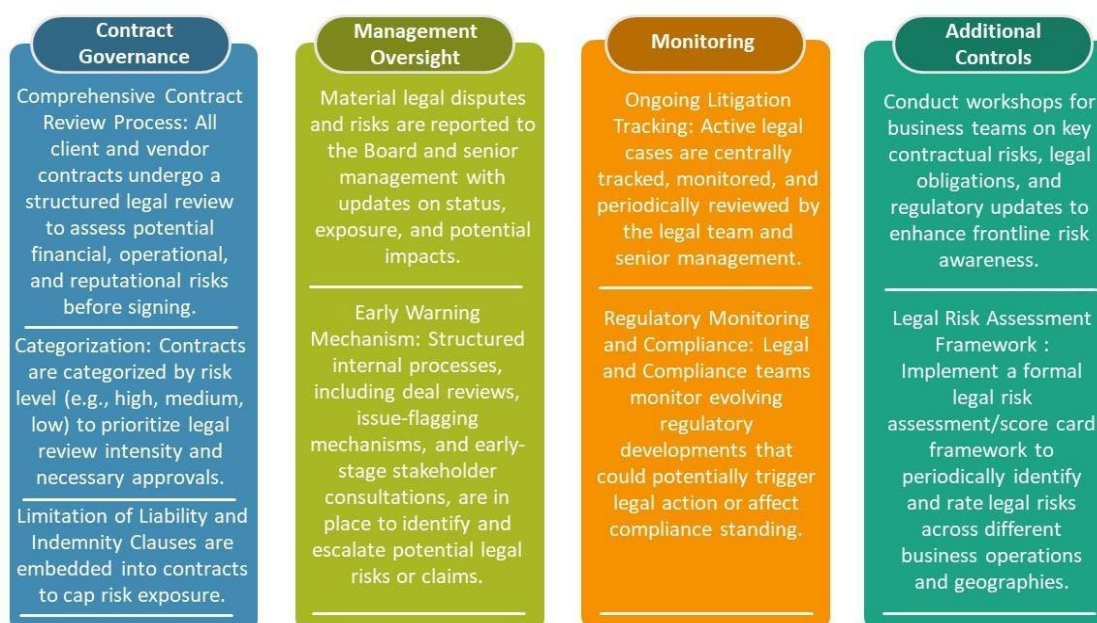 Contract
Governance
Comprehensive Contract
Review Process: All
client and vendor
contracts undergo a
structured legal review
to assess potential
financial, operational,
and reputational risks
before signing.
Categorization: Contracts
are categorized by risk
level (e.g., high, medium,
low) to prioritize legal
review intensity and
necessary approvals.
Limitation of Liability and
Indemnity Clauses are
embedded into contracts
to cap risk exposure.
Management
Oversight
Material legal disputes
and risks are reported to
the Board and senior
management with
updates on status,
exposure, and potential
impacts.
Early Warning
Mechanism: Structured
internal processes,
including deal reviews,
issue-flagging
mechanisms, and early-
stage stakeholder
consultations, are in
place to identify and
escalate potential legal
risks or claims.
Monitoring
Ongoing Litigation
Tracking: Active legal
cases are centrally
tracked, monitored, and
periodically reviewed by
the legal team and
senior management.
Regulatory Monitoring
and Compliance: Legal
and Compliance teams
monitor evolving
regulatory
developments that
could potentially trigger
legal action or affect
compliance standing.
Additional
Controls
Conduct workshops for
business teams on key
contractual risks, legal
obligations, and
regulatory updates to
enhance frontline risk
awareness.
Legal Risk Assessment
Framework :
Implement a formal
legal risk
assessment/score card
framework to
periodically identify
and rate legal risks
across different
business operations
and geographies.